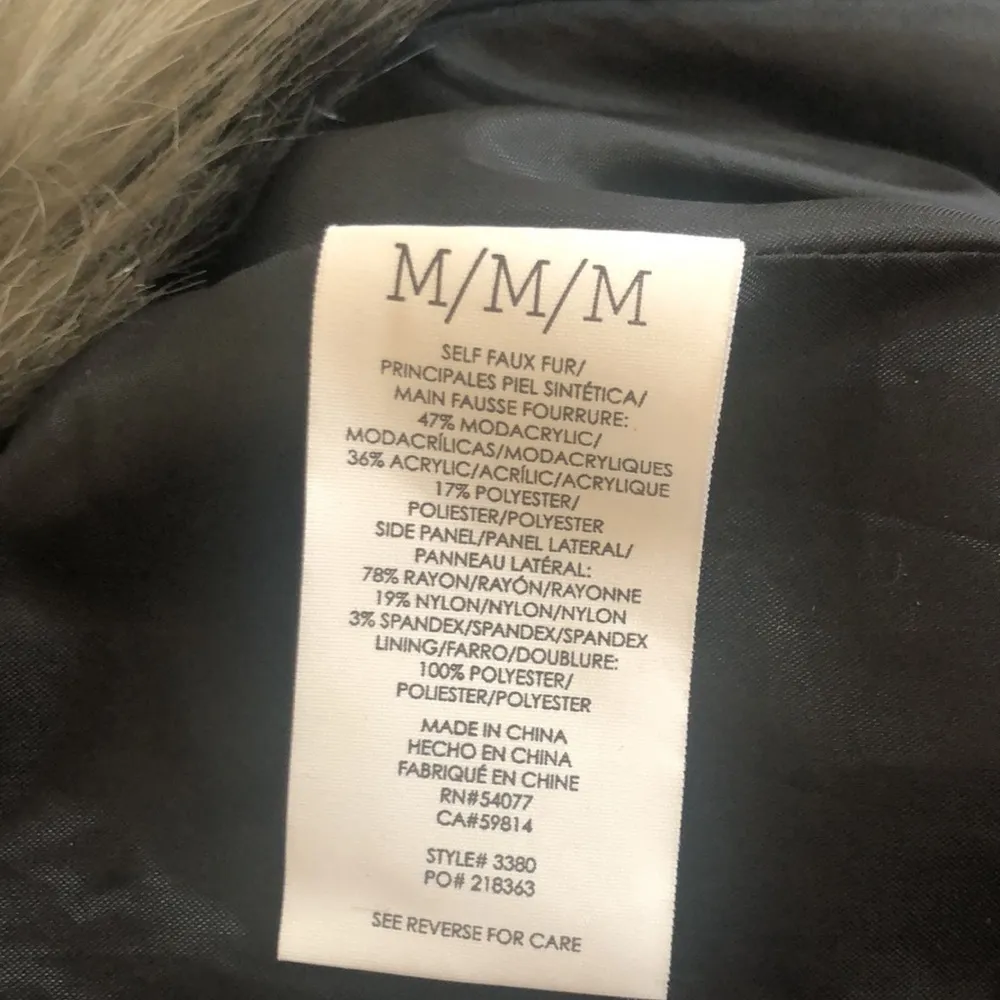 M/M/M
SELF FAUX FUR/
PRINCIPALES PIEL SINTÉTICA/
MAIN FAUSSE FOURRURE:
47% MODACRYLIC/
MODACRÍLICAS/MODACRYLIQUES
36% ACRYLIC/ACRÍLIC/ACRYLIQUE
17% POLYESTER/
POLIESTER/POLYESTER
SIDE PANEL/PANEL LATERAL/
PANNEAU LATÉRAL:
78% RAYON/RAYÓN/RAYONNE
19% NYLON/NYLON/NYLON
3% SPANDEX/SPANDEX/SPANDEX
LINING/FARRO/DOUBLURE:
100% POLYESTER/
POLIESTER/POLYESTER
MADE IN CHINA
HECHO EN CHINA
FABRIQUÉ EN CHINE
RN#54077
CA#59814
STYLE# 3380
PO# 218363
SEE REVERSE FOR CARE